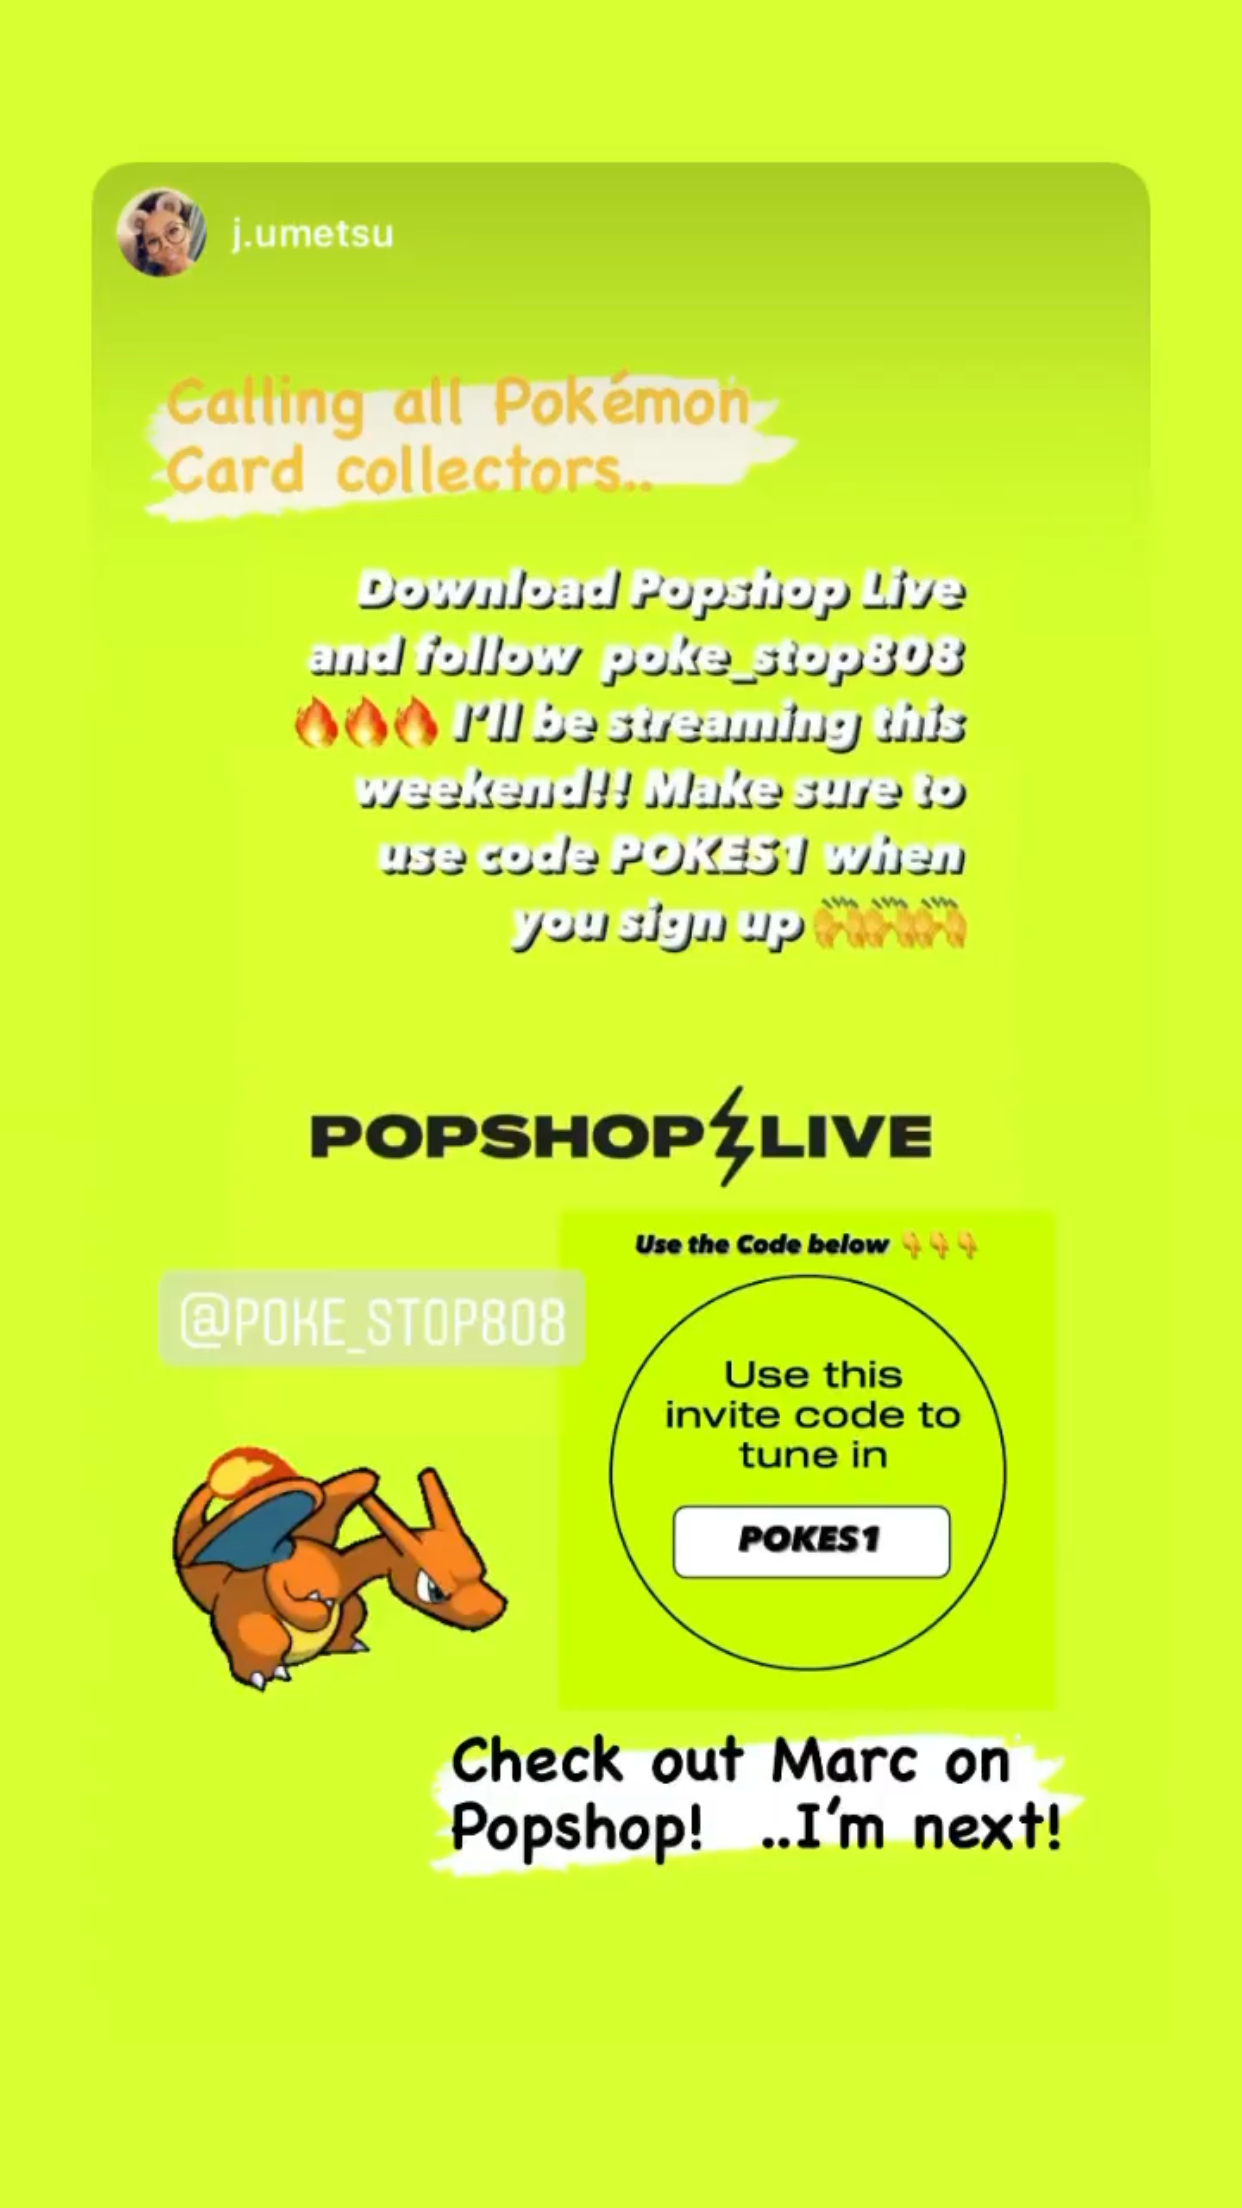 j.umetsu
Calling all Pokémon
Card collectors..
Download Popshop Live
and follow poke_stop808
🔥🔥🔥 I'll be streaming this
weekend!! Make sure to
use code POKES1 when
you sign up 🙌🙌🙌
POPSHOP⚡LIVE
Use the Code below 👇👇👇
@POKE_STOP808
Use this
invite code to
tune in
POKES1
Check out Marc on
Popshop! ..I'm next!